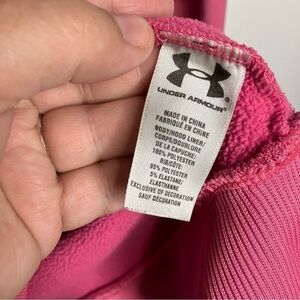 UNDER ARMOUR
MADE IN CHINA
FABRIQUÉ EN CHINE
BODY/HOOD LINER/
CORPS/DOUBLURE
DE LA CAPUCHE:
100% POLYESTER
RIB/CÔTE:
95% POLYESTER
5% ELASTANE/
ÉLASTHANNE
EXCLUSIVE OF DECORATION
SAUF DÉCORATION